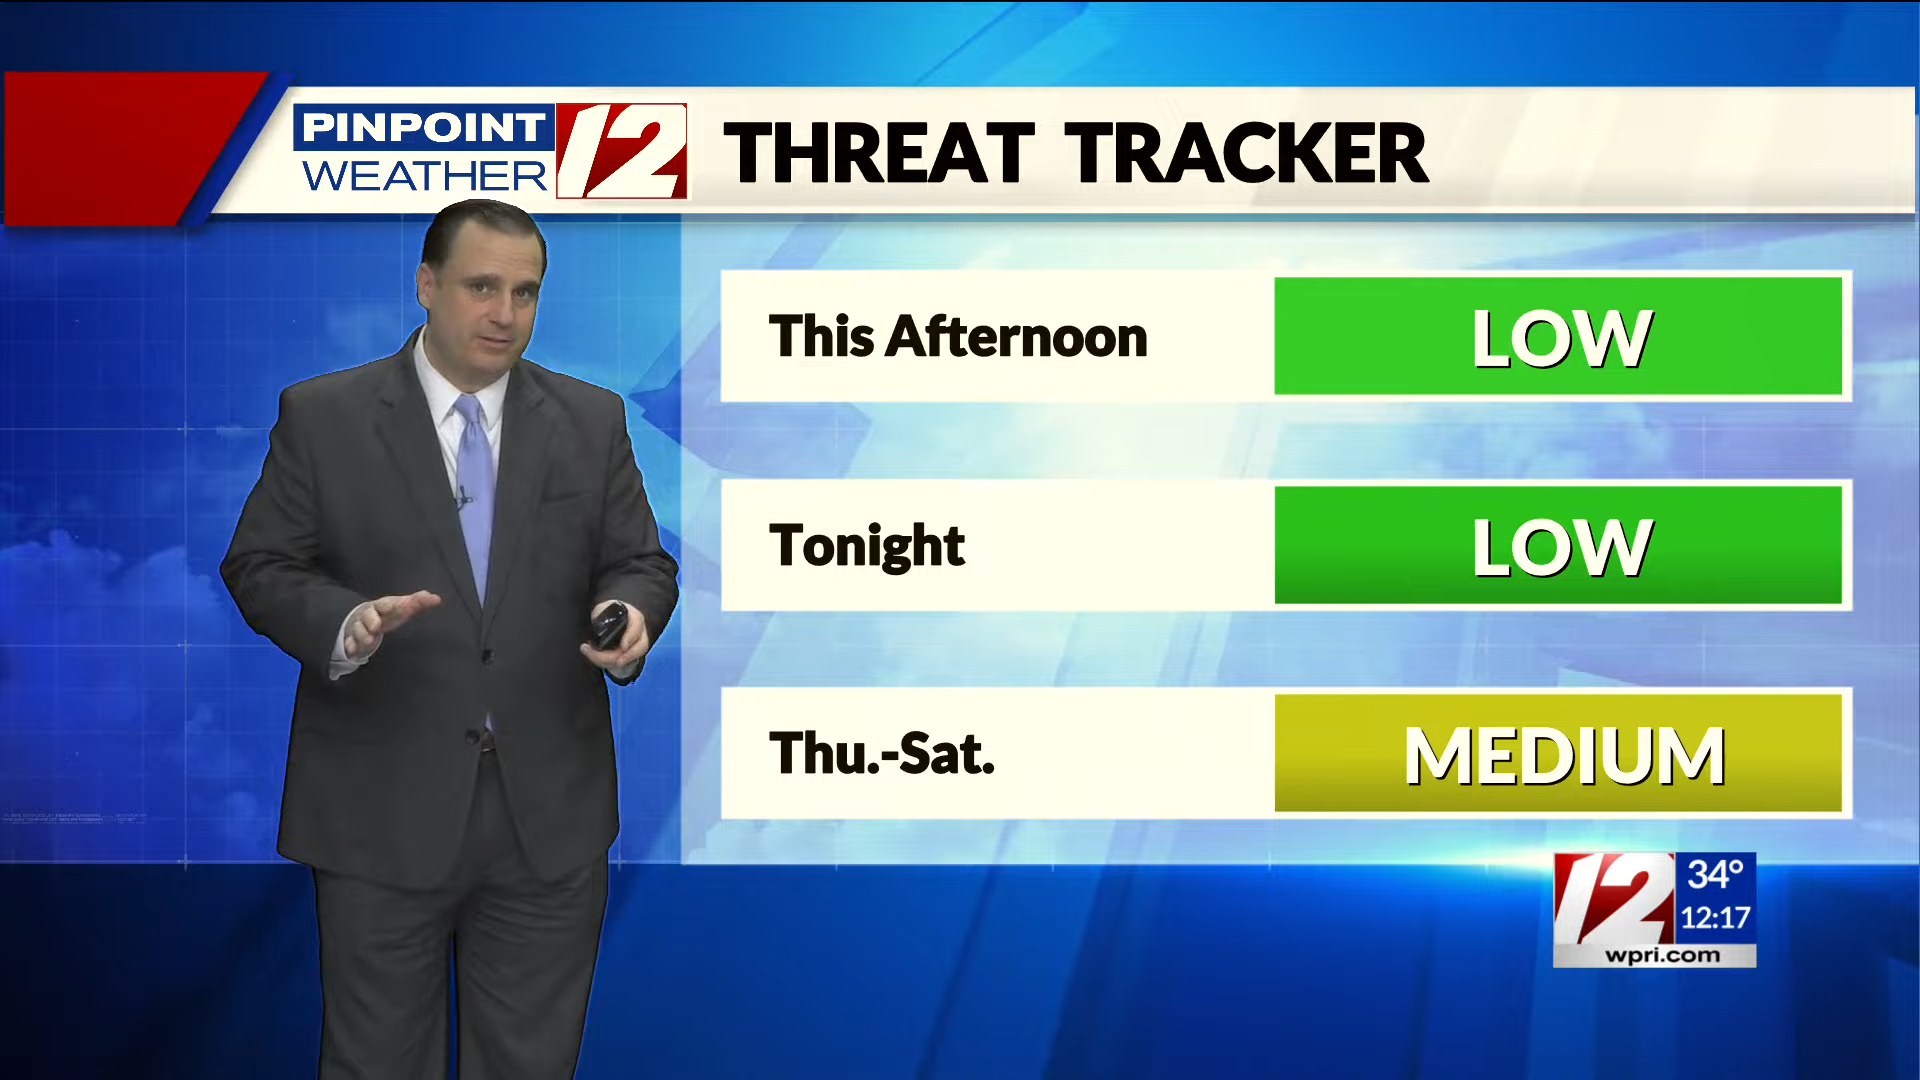 PINPOINT
WEATHER 12
THREAT TRACKER
This Afternoon
LOW
Tonight
LOW
Thu.-Sat.
MEDIUM
12
34°
12:17
wpri.com